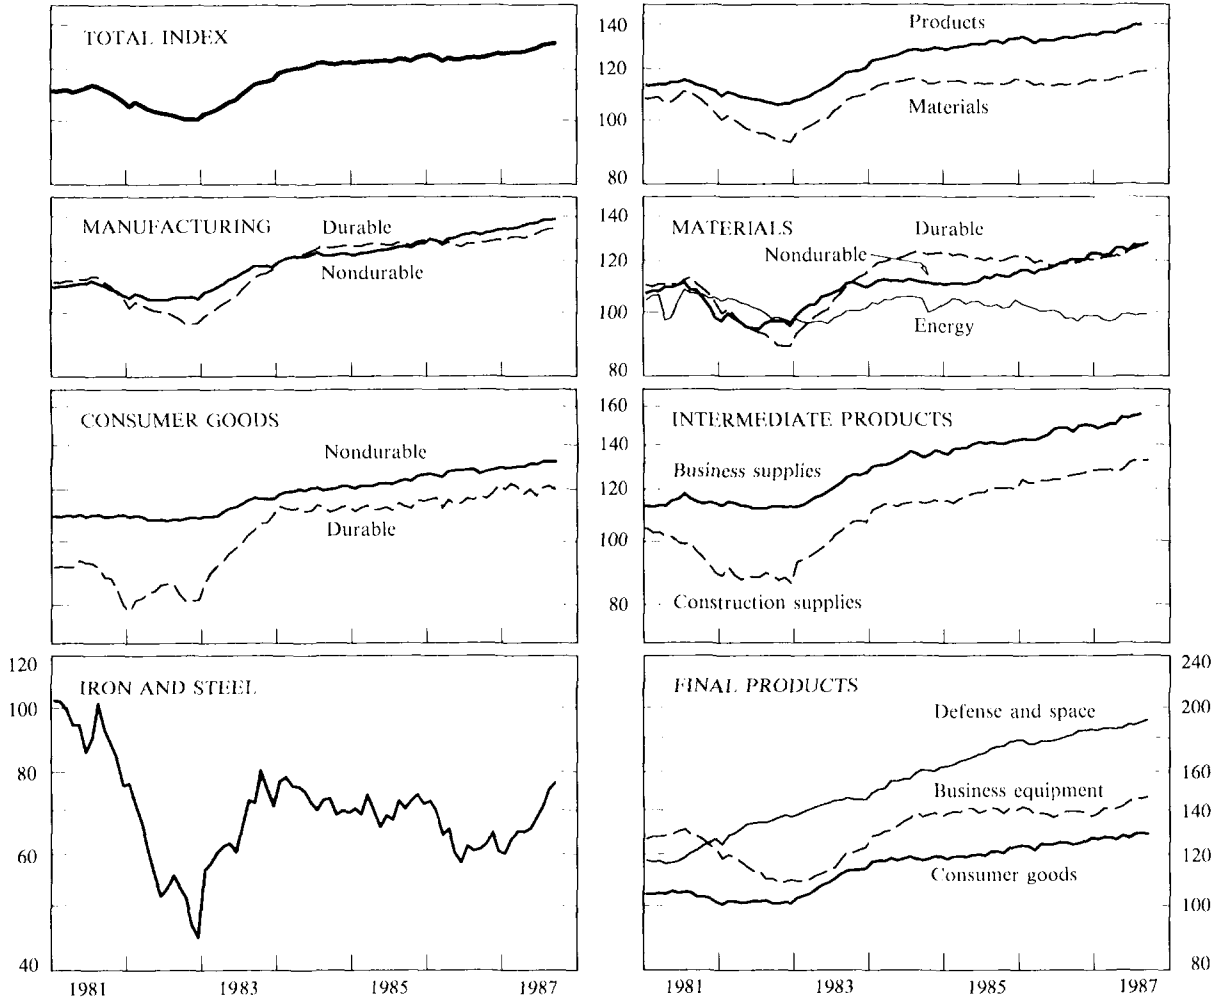 TOTAL INDEX
Products
Materials
140
120
100
80
MANUFACTURING
Durable
Nondurable
MATERIALS
Durable
Nondurable
Energy
140
120
100
80
CONSUMER GOODS
Nondurable
Durable
INTERMEDIATE PRODUCTS
Business supplies
Construction supplies
160
140
120
100
80
IRON AND STEEL
120
100
80
60
40
1981 1983 1985 1987
FINAL PRODUCTS
Defense and space
Business equipment
Consumer goods
240
200
160
140
120
100
80
1981 1983 1985 1987